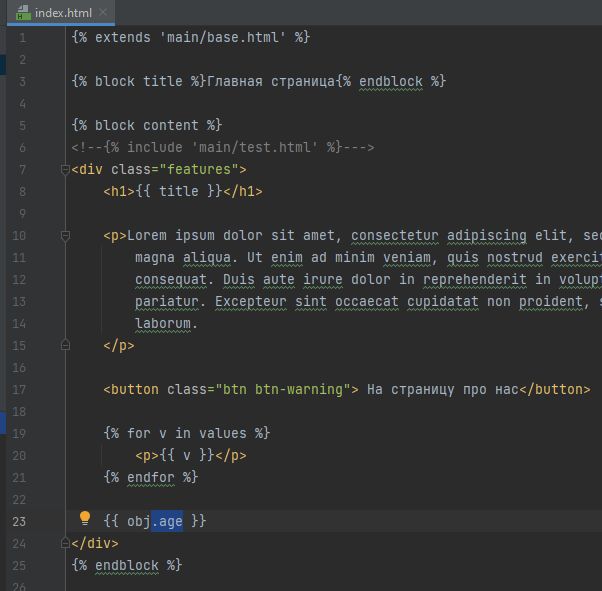 index.html
1 {% extends 'main/base.html' %}
2
3 {% block title %}Главная страница{% endblock %}
4
5 {% block content %}
6 <!--{% include 'main/test.html' %}--->
7 <div class="features">
8 <h1>{{ title }}</h1>
9
10 <p>Lorem ipsum dolor sit amet, consectetur adipiscing elit, sed
11 magna aliqua. Ut enim ad minim veniam, quis nostrud exercit
12 consequat. Duis aute irure dolor in reprehenderit in volupt
13 pariatur. Excepteur sint occaecat cupidatat non proident, s
14 laborum.
15 </p>
16
17 <button class="btn btn-warning"> На страницу про нас</button>
18
19 {% for v in values %}
20 <p>{{ v }}</p>
21 {% endfor %}
22
23 {{ obj.age }}
24 </div>
25 {% endblock %}
26